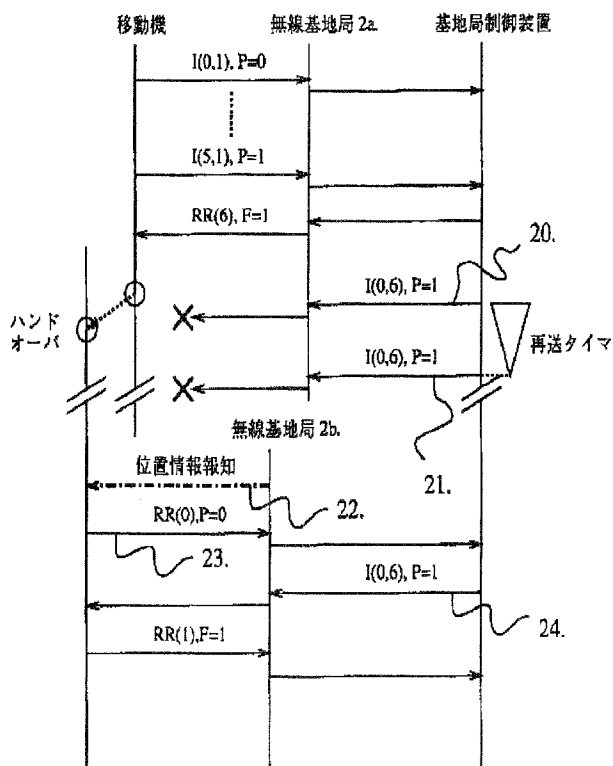 移動機
無線基地局 2a.
基地局制御装置
I(0,1), P=0
I(5,1), P=1
RR(6), F=1
20.
I(0,6), P=1
ハンド
オーバ
再送タイマ
I(0,6), P=1
21.
無線基地局 2b.
位置情報報知
22.
RR(0),P=0
23.
I(0,6), P=1
24.
RR(1),F=1